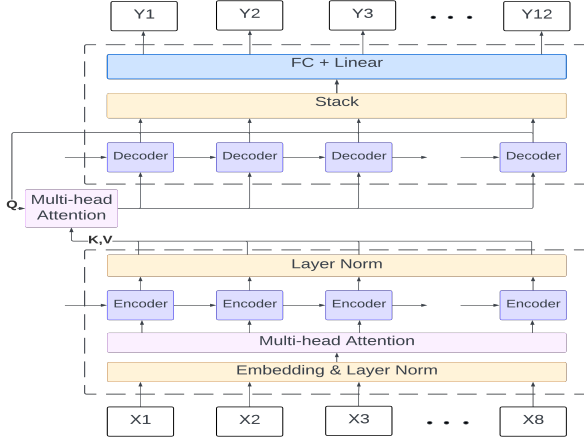 Y1 Y2 Y3 • • • Y12
FC + Linear
Stack
Decoder Decoder Decoder Decoder
Q
Multi-head
Attention
K,V
Layer Norm
Encoder Encoder Encoder Encoder
Multi-head Attention
Embedding & Layer Norm
X1 X2 X3 • • • X8